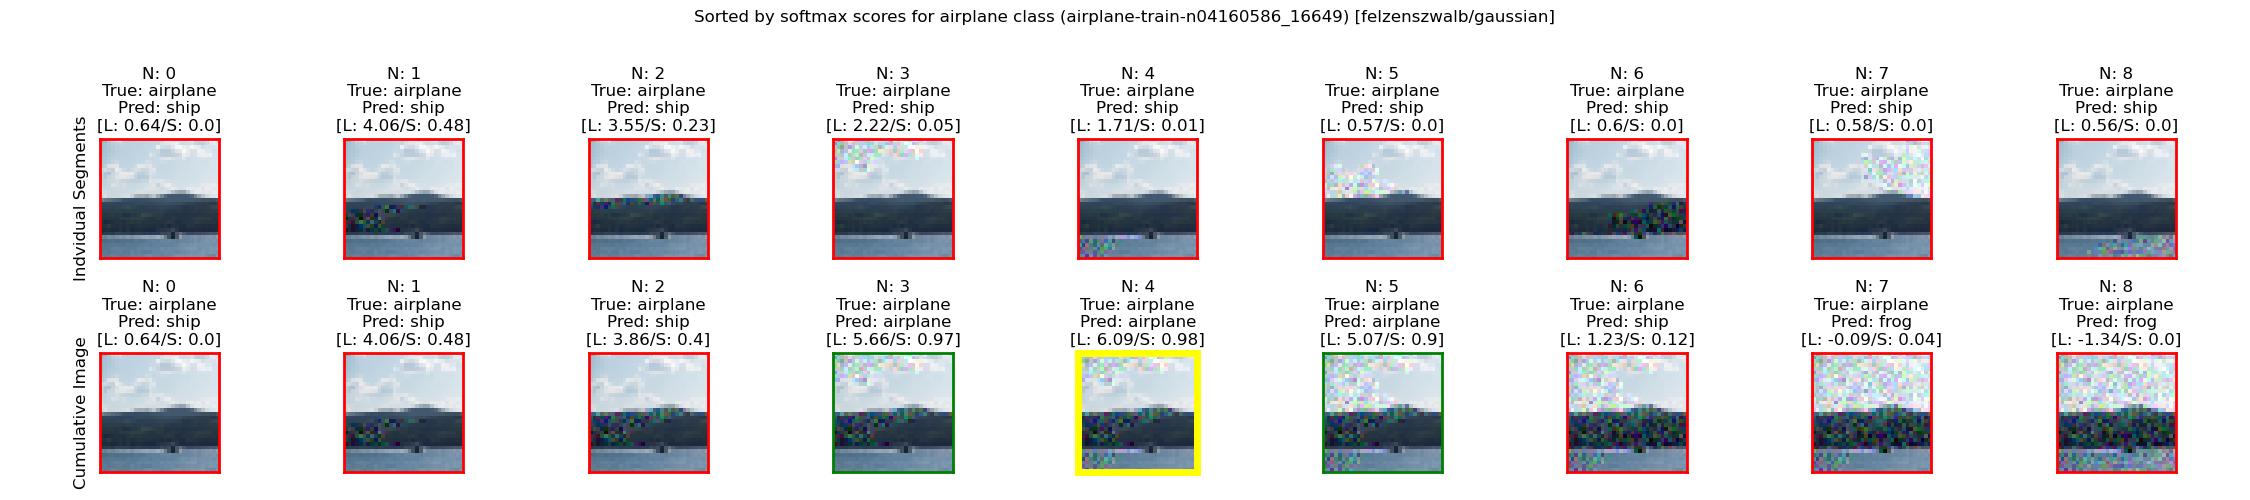 Sorted by softmax scores for airplane class (airplane-train-n04160586_16649) [felzenszwalb/gaussian]
Indvidual Segments
N: 0
True: airplane
Pred: ship
[L: 0.64/S: 0.0]
N: 1
True: airplane
Pred: ship
[L: 4.06/S: 0.48]
N: 2
True: airplane
Pred: ship
[L: 3.55/S: 0.23]
N: 3
True: airplane
Pred: ship
[L: 2.22/S: 0.05]
N: 4
True: airplane
Pred: ship
[L: 1.71/S: 0.01]
N: 5
True: airplane
Pred: ship
[L: 0.57/S: 0.0]
N: 6
True: airplane
Pred: ship
[L: 0.6/S: 0.0]
N: 7
True: airplane
Pred: ship
[L: 0.58/S: 0.0]
N: 8
True: airplane
Pred: ship
[L: 0.56/S: 0.0]
Cumulative Image
N: 0
True: airplane
Pred: ship
[L: 0.64/S: 0.0]
N: 1
True: airplane
Pred: ship
[L: 4.06/S: 0.48]
N: 2
True: airplane
Pred: ship
[L: 3.86/S: 0.4]
N: 3
True: airplane
Pred: airplane
[L: 5.66/S: 0.97]
N: 4
True: airplane
Pred: airplane
[L: 6.09/S: 0.98]
N: 5
True: airplane
Pred: airplane
[L: 5.07/S: 0.9]
N: 6
True: airplane
Pred: ship
[L: 1.23/S: 0.12]
N: 7
True: airplane
Pred: frog
[L: -0.09/S: 0.04]
N: 8
True: airplane
Pred: frog
[L: -1.34/S: 0.0]